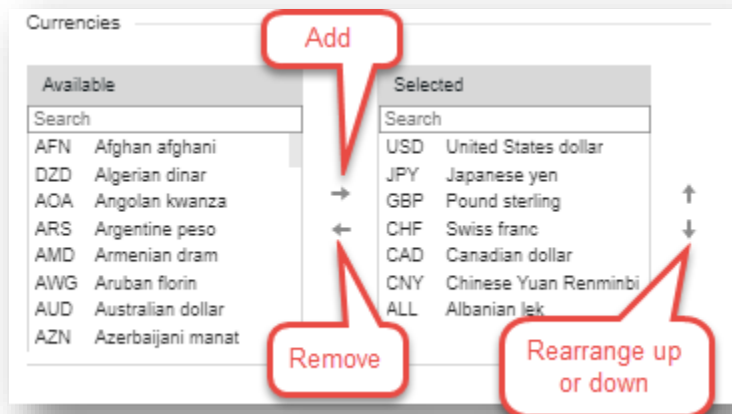 Currencies
Add
Available
Search
AFN Afghan afghani
DZD Algerian dinar
AOA Angolan kwanza
ARS Argentine peso
AMD Armenian dram
AWG Aruban florin
AUD Australian dollar
AZN Azerbaijani manat
Selected
Search
USD United States dollar
JPY Japanese yen
GBP Pound sterling
CHF Swiss franc
CAD Canadian dollar
CNY Chinese Yuan Renminbi
ALL Albanian lek
Remove
Rearrange up
or down